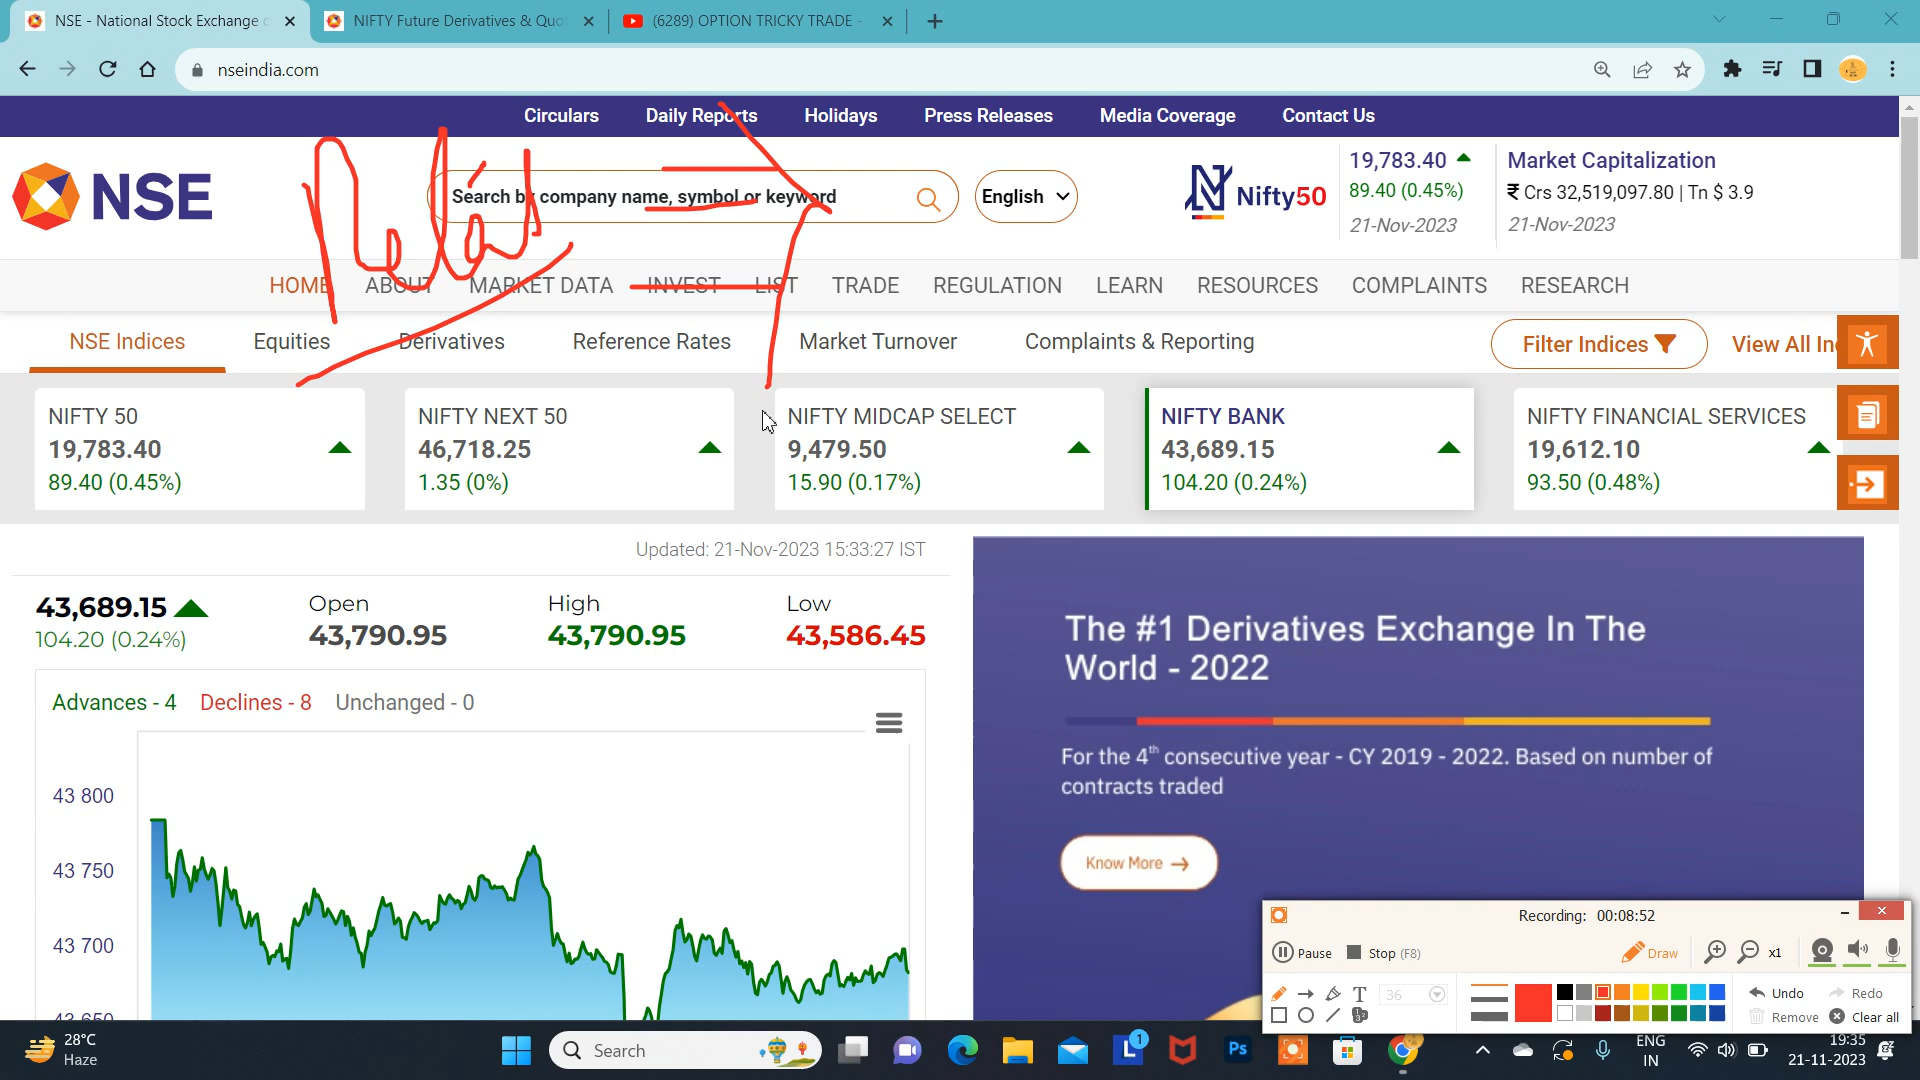 NSE - National Stock Exchange
NIFTY Future Derivatives & Quo
(6289) OPTION TRICKY TRADE -
nseindia.com
Circulars Daily Reports Holidays Press Releases Media Coverage Contact Us
NSE
Search by company name, symbol or keyword
English
Nifty50
19,783.40
89.40 (0.45%)
21-Nov-2023
Market Capitalization
₹ Crs 32,519,097.80 | Tn $ 3.9
21-Nov-2023
HOME ABOUT MARKET DATA INVEST LIST TRADE REGULATION LEARN RESOURCES COMPLAINTS RESEARCH
NSE Indices Equities Derivatives Reference Rates Market Turnover Complaints & Reporting
Filter Indices View All In
NIFTY 50
19,783.40
89.40 (0.45%)
NIFTY NEXT 50
46,718.25
1.35 (0%)
NIFTY MIDCAP SELECT
9,479.50
15.90 (0.17%)
NIFTY BANK
43,689.15
104.20 (0.24%)
NIFTY FINANCIAL SERVICES
19,612.10
93.50 (0.48%)
Updated: 21-Nov-2023 15:33:27 IST
43,689.15
104.20 (0.24%)
Open
43,790.95
High
43,790.95
Low
43,586.45
Advances - 4 Declines - 8 Unchanged - 0
43 800
43 750
43 700
43 650
The #1 Derivatives Exchange In The
World - 2022
For the 4th consecutive year - CY 2019 - 2022. Based on number of
contracts traded
Know More →
Recording: 00:08:52
Pause Stop (F8) Draw x1
T 36
Undo Redo
Remove Clear all
28°C
Haze
Search
L 1
Ps
ENG
IN
19:35
21-11-2023